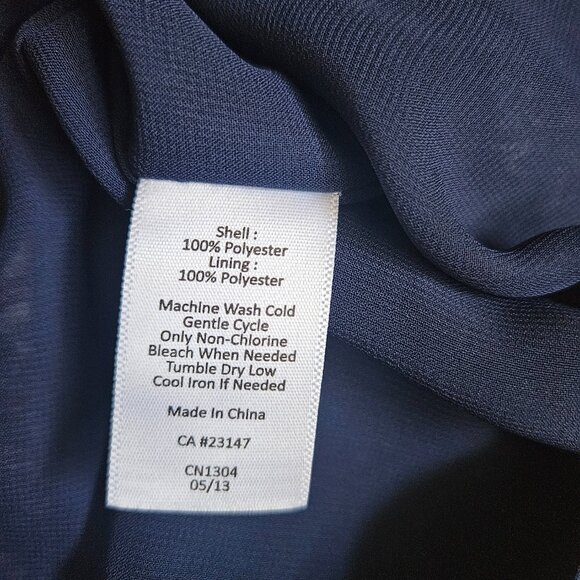 Shell :
100% Polyester
Lining :
100% Polyester
Machine Wash Cold
Gentle Cycle
Only Non-Chlorine
Bleach When Needed
Tumble Dry Low
Cool Iron If Needed
Made In China
CA #23147
CN1304
05/13